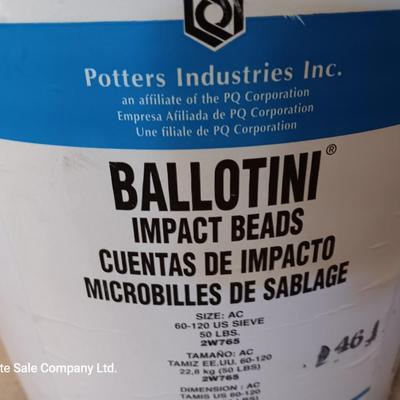 Potters Industries Inc.
an affiliate of the PQ Corporation
Empresa Afiliada de PQ Corporation
Une filiale de PQ Corporation
BALLOTINI®
IMPACT BEADS
CUENTAS DE IMPACTO
MICROBILLES DE SABLAGE
SIZE: AC
60-120 US SIEVE
50 LBS.
2W765
TAMAÑO: AC
TAMIZ EE.UU. 60-120
22,6 kg (50 LBS)
2W765
DIMENSION: AC
TAMIS US 60-120
te Sale Company Ltd.